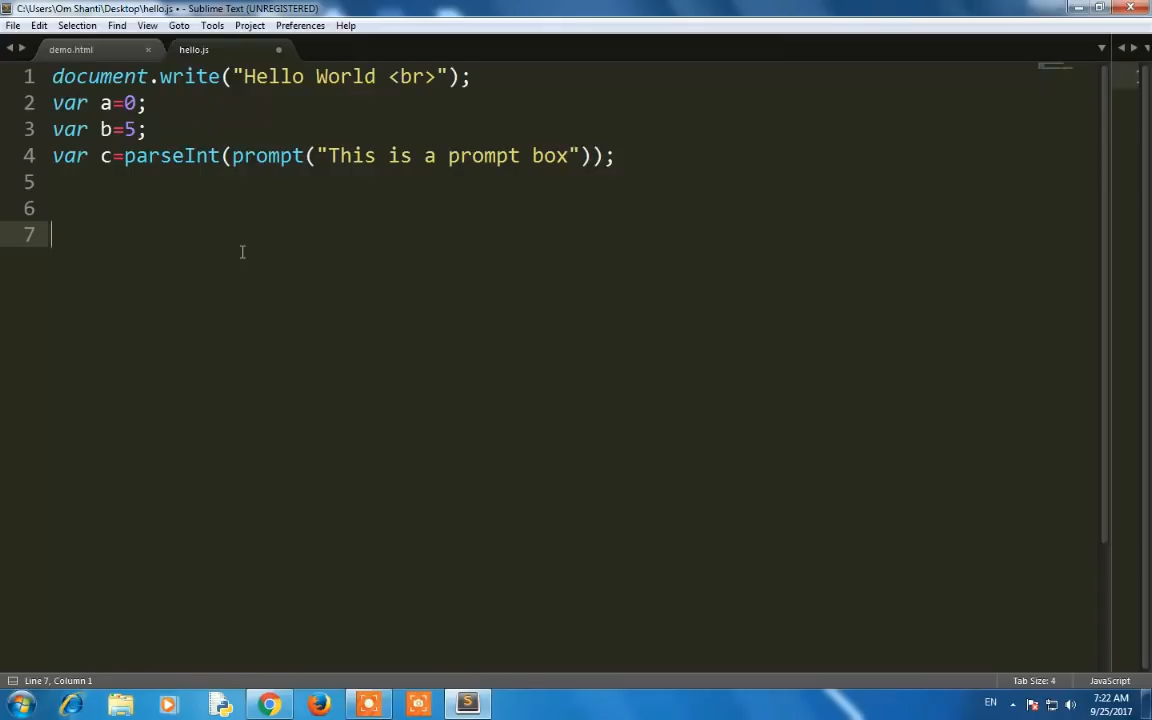 C:\Users\Om Shanti\Desktop\hello.js • - Sublime Text (UNREGISTERED)
File Edit Selection Find View Goto Tools Project Preferences Help
demo.html × hello.js
1 document.write("Hello World <br>");
2 var a=0;
3 var b=5;
4 var c=parseInt(prompt("This is a prompt box"));
5
6
7
Line 7, Column 1 Tab Size: 4 JavaScript
EN 7:22 AM
9/25/2017